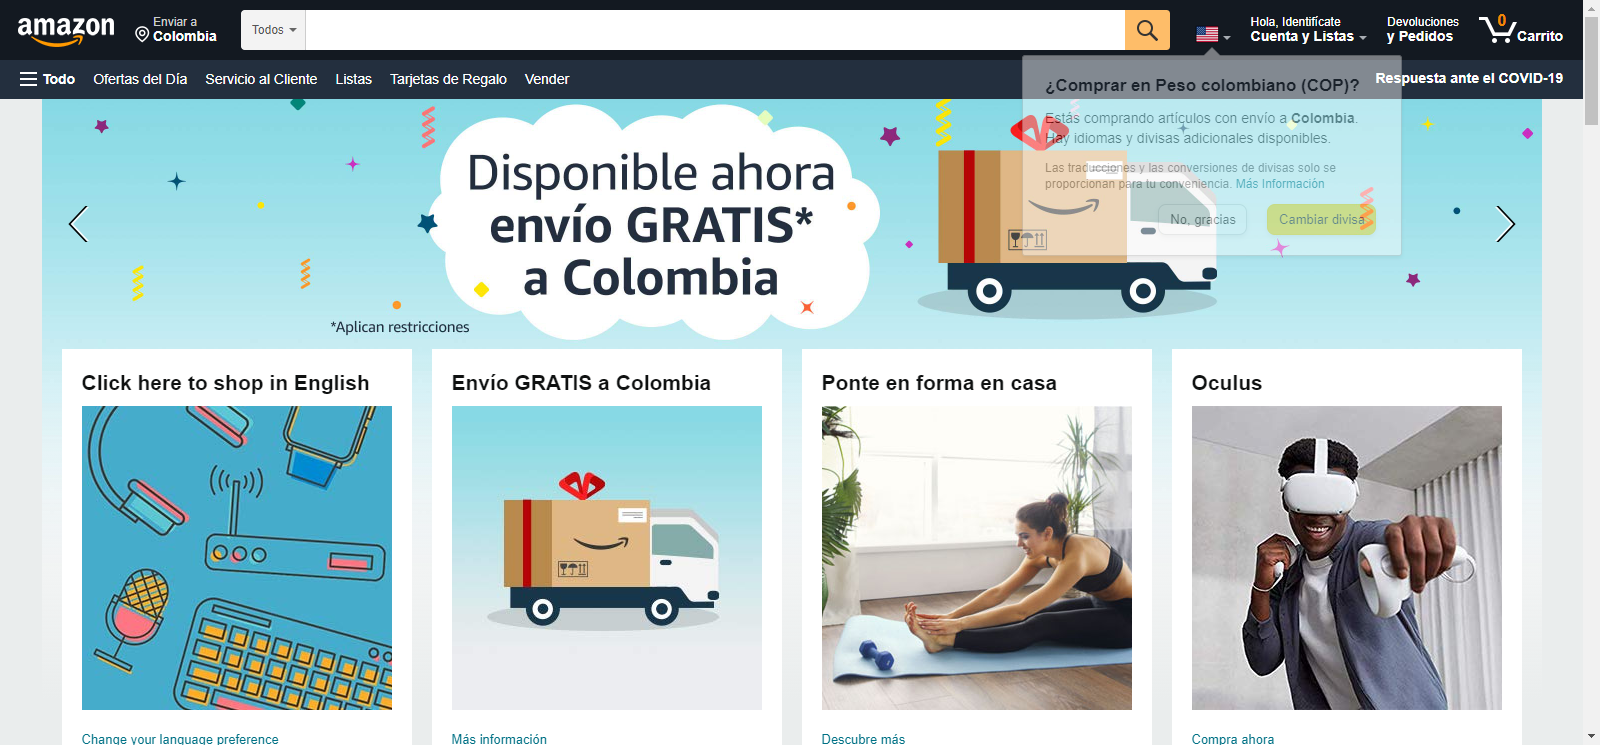 amazon
Enviar a
Colombia
Todos
Hola, Identifícate
Cuenta y Listas
Devoluciones
y Pedidos
0
Carrito
Todo
Ofertas del Día
Servicio al Cliente
Listas
Tarjetas de Regalo
Vender
Respuesta ante el COVID-19
¿Comprar en Peso colombiano (COP)?
Estás comprando artículos con envío a Colombia.
Hay idiomas y divisas adicionales disponibles.
Las traducciones y las conversiones de divisas solo se
proporcionan para tu conveniencia. Más Información
No, gracias
Cambiar divisa
Disponible ahora
envío GRATIS*
a Colombia
*Aplican restricciones
Click here to shop in English
Envío GRATIS a Colombia
Ponte en forma en casa
Oculus
Change your language preference
Más información
Descubre más
Compra ahora